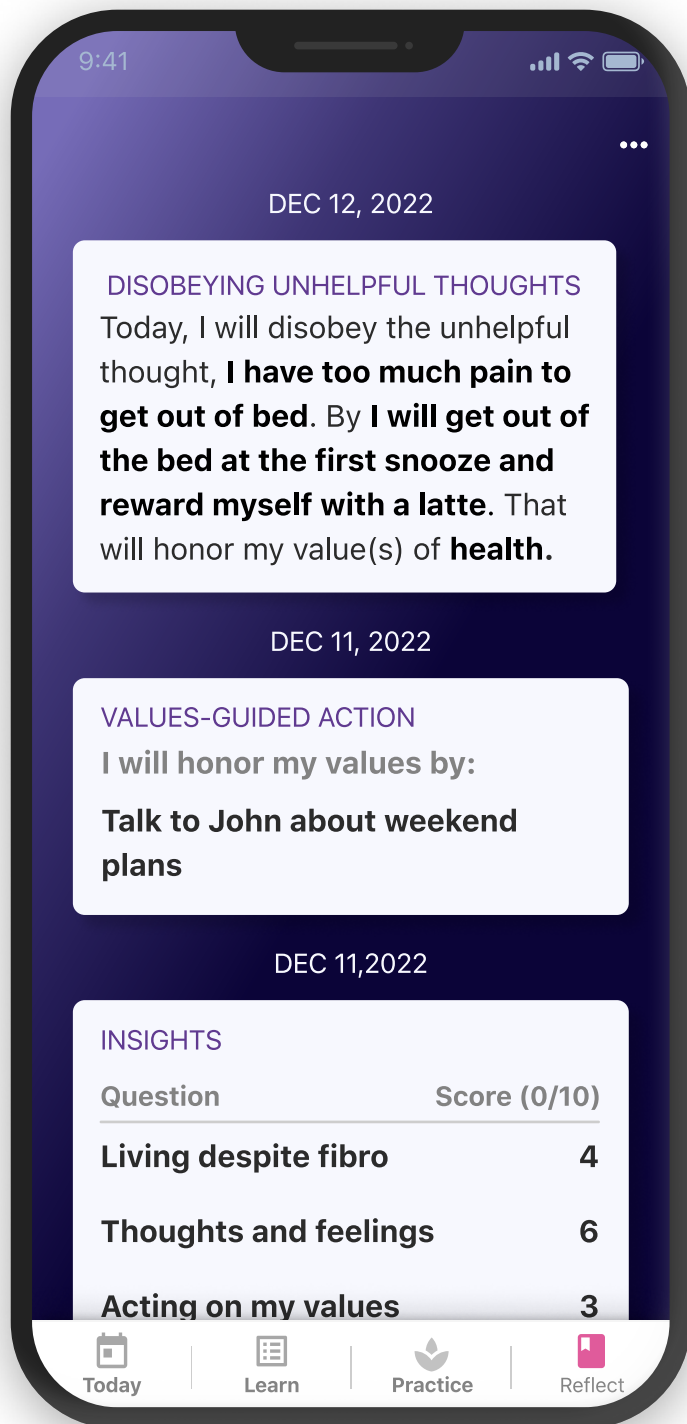 9:41
DEC 12, 2022
DISOBEYING UNHELPFUL THOUGHTS
Today, I will disobey the unhelpful
thought, I have too much pain to
get out of bed. By I will get out of
the bed at the first snooze and
reward myself with a latte. That
will honor my value(s) of health.
DEC 11, 2022
VALUES-GUIDED ACTION
I will honor my values by:
Talk to John about weekend
plans
DEC 11,2022
INSIGHTS
Question Score (0/10)
Living despite fibro 4
Thoughts and feelings 6
Acting on my values 3
Today Learn Practice Reflect